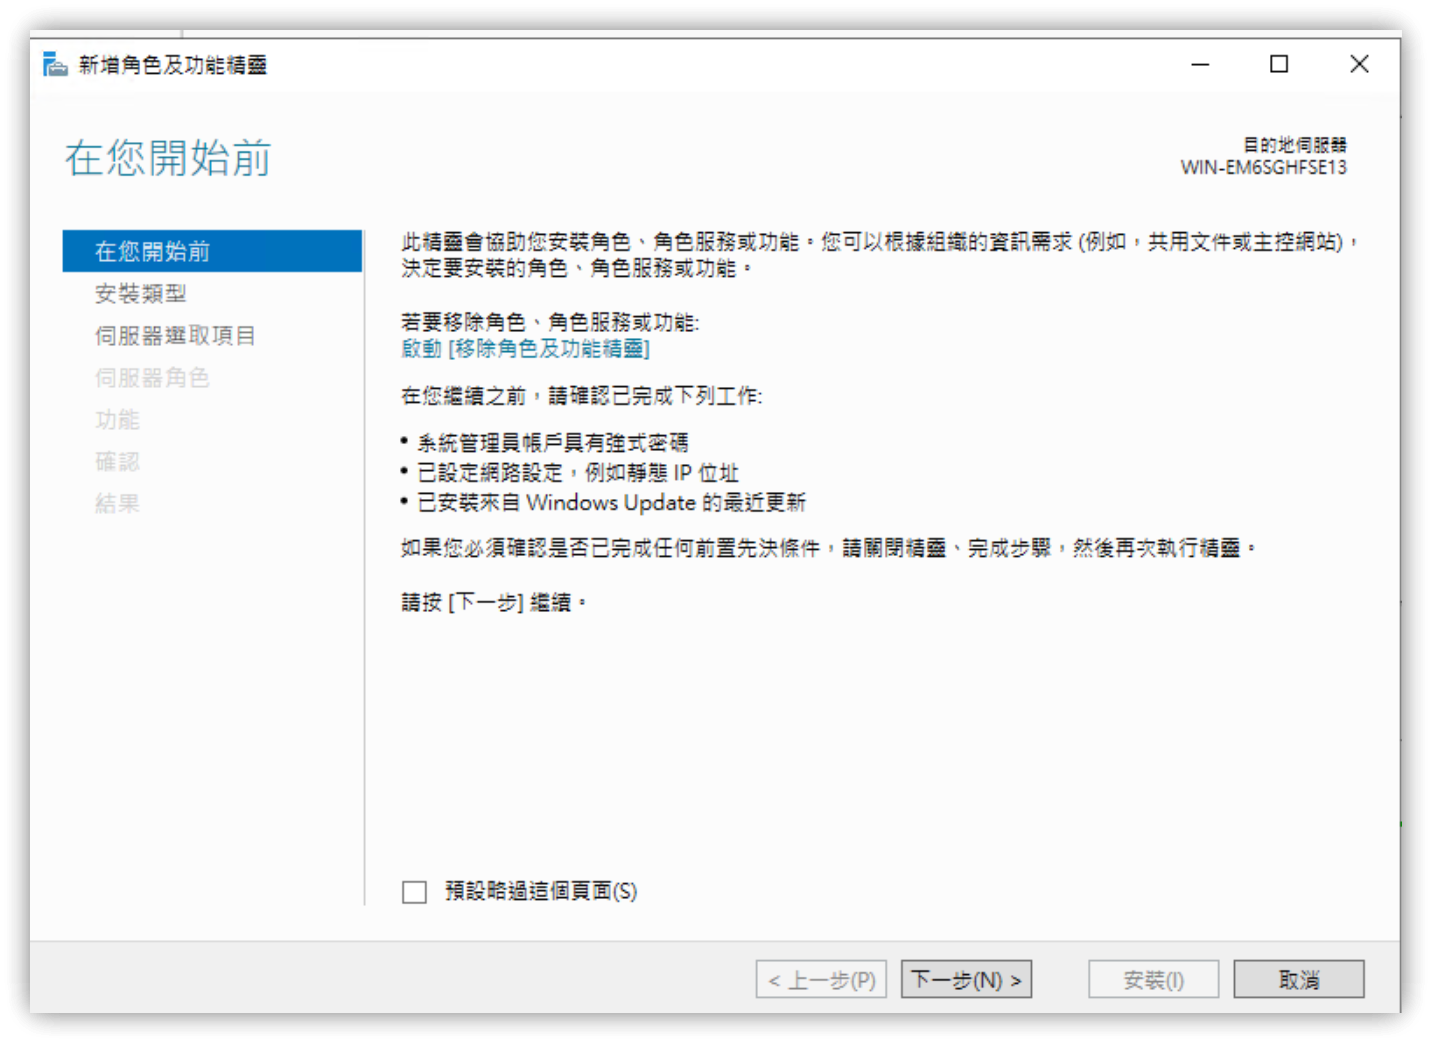 新增角色及功能精靈
在您開始前
目的地伺服器
WIN-EM6SGHFSE13
在您開始前
安裝類型
伺服器選取項目
伺服器角色
功能
確認
結果
此精靈會協助您安裝角色、角色服務或功能。您可以根據組織的資訊需求 (例如，共用文件或主控網站)，
決定要安裝的角色、角色服務或功能。
若要移除角色、角色服務或功能:
啟動 [移除角色及功能精靈]
在您繼續之前，請確認已完成下列工作:
• 系統管理員帳戶具有強式密碼
• 已設定網路設定，例如靜態 IP 位址
• 已安裝來自 Windows Update 的最近更新
如果您必須確認是否已完成任何前置先決條件，請關閉精靈、完成步驟，然後再次執行精靈。
請按 [下一步] 繼續。
預設略過這個頁面(S)
< 上一步(P)
下一步(N) >
安裝(I)
取消